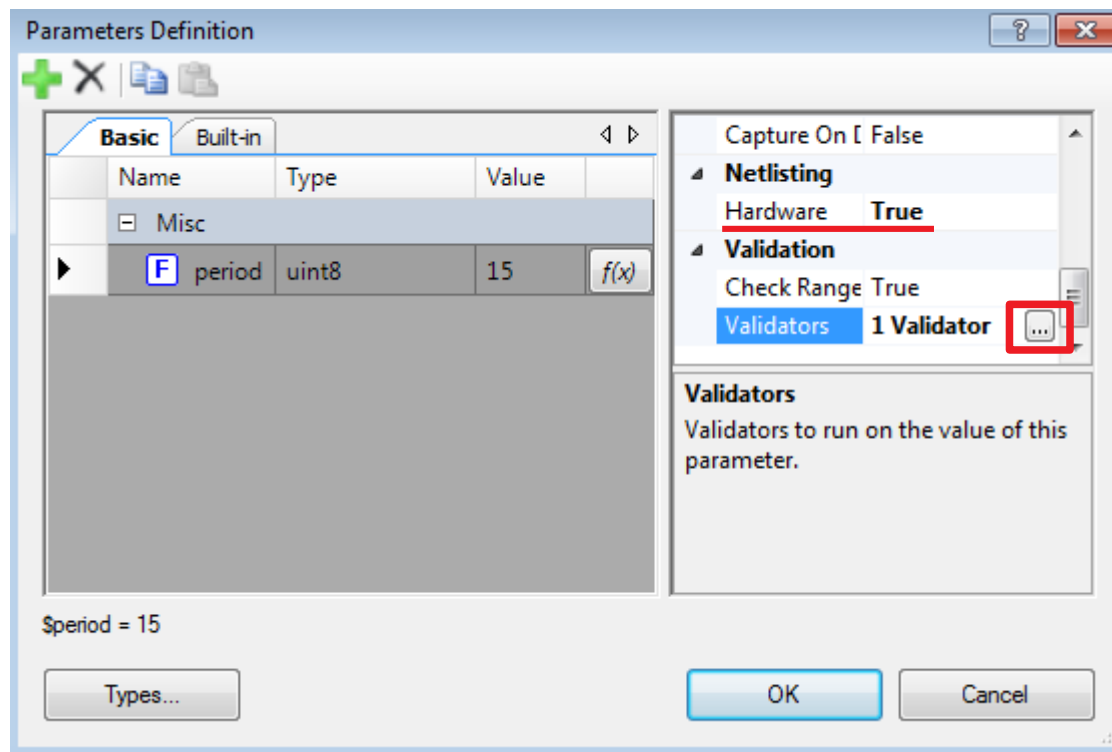 Parameters Definition
Basic Built-in
Name Type Value
Misc
F period uint8 15 f(x)
Capture On D False
Netlisting
Hardware True
Validation
Check Range True
Validators 1 Validator ...
Validators
Validators to run on the value of this
parameter.
$period = 15
Types... OK Cancel